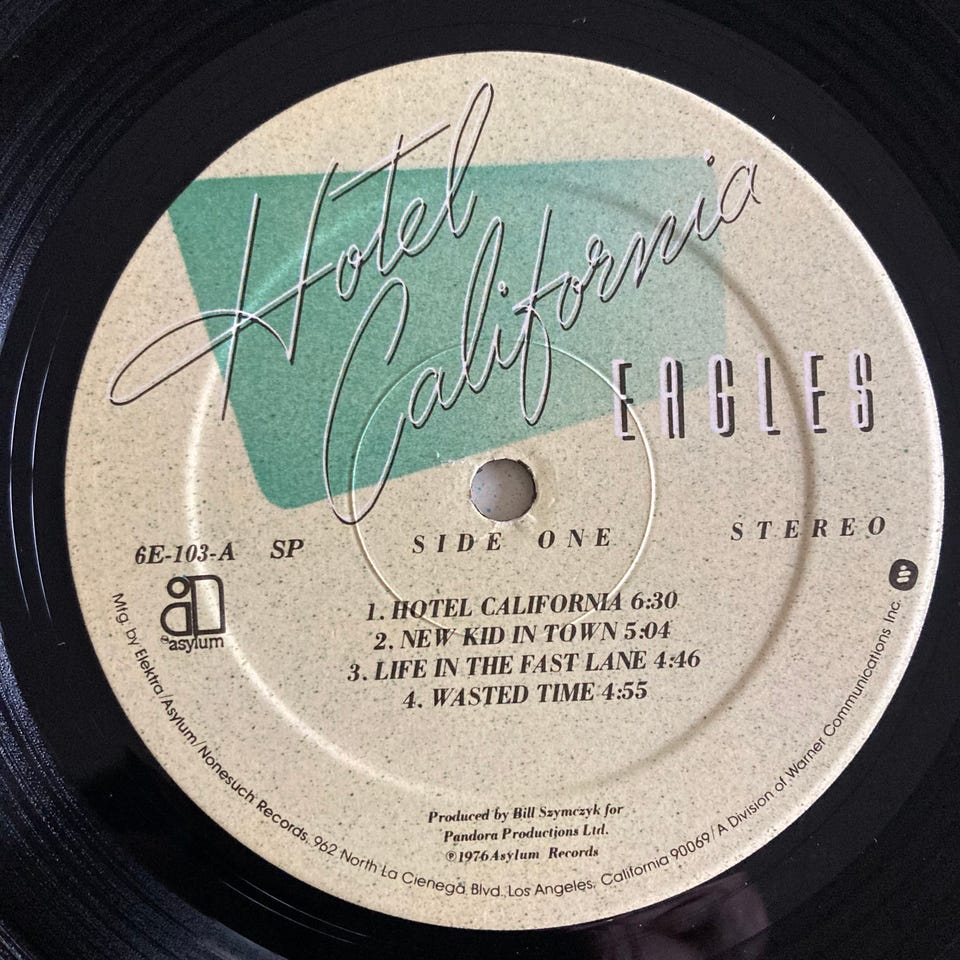 Hotel
California
EAGLES
6E-103-A SP
SIDE ONE
STEREO
asylum
1. HOTEL CALIFORNIA 6:30
2. NEW KID IN TOWN 5:04
3. LIFE IN THE FAST LANE 4:46
4. WASTED TIME 4:55
Produced by Bill Szymczyk for
Pandora Productions Ltd.
℗1976 Asylum Records
Mfg. by Elektra/Asylum/Nonesuch Records, 962 North La Cienega Blvd., Los Angeles, California 90069/A Division of Warner Communications Inc.